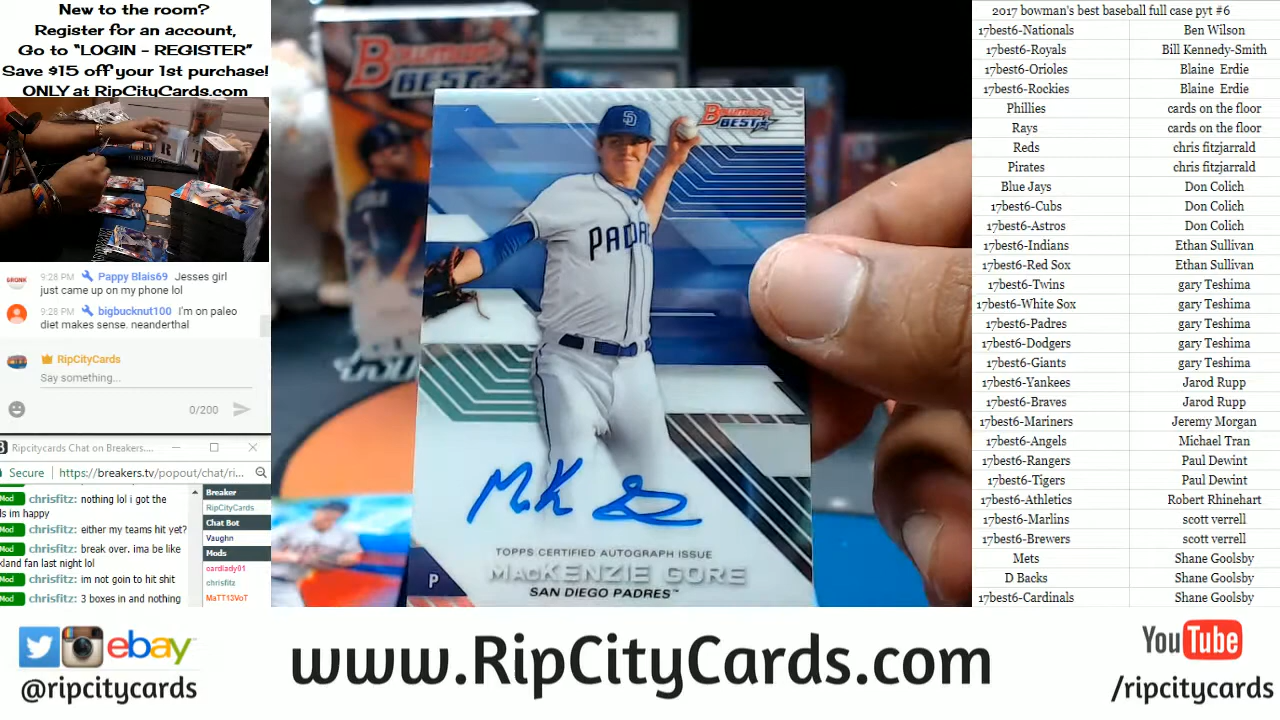 New to the room?
Register for an account,
Go to “LOGIN - REGISTER”
Save $15 off your 1st purchase!
ONLY at RipCityCards.com
9:28 PM Pappy Blais69 Jesses girl
just came up on my phone lol
9:28 PM bigbucknut100 I'm on paleo
diet makes sense. neanderthal
RipCityCards
Say something...
0/200
Ripcitycards Chat on Breakers....
Secure https://breakers.tv/popout/chat/ri...
Mod chrisfitz: nothing lol i got the
ls im happy
Mod chrisfitz: either my teams hit yet?
Mod chrisfitz: break over. ima be like
kland fan last night lol
Mod chrisfitz: im not goin to hit shit
Mod chrisfitz: 3 boxes in and nothing
Breaker
RipCityCards
Chat Bot
Vaughn
Mods
cardlady01
chrisfitz
MaTT13VoT
BOWMAN'S
BEST
BOWMAN'S
BEST
SD
PADRE
TOPS CERTIFIED AUTOGRAPH ISSUE
MACKENZIE GORE
P
SAN DIEGO PADRES™
2017 bowman's best baseball full case pyt #6
17best6-Nationals Ben Wilson
17best6-Royals Bill Kennedy-Smith
17best6-Orioles Blaine Erdie
17best6-Rockies Blaine Erdie
Phillies cards on the floor
Rays cards on the floor
Reds chris fitzjarrald
Pirates chris fitzjarrald
Blue Jays Don Colich
17best6-Cubs Don Colich
17best6-Astros Don Colich
17best6-Indians Ethan Sullivan
17best6-Red Sox Ethan Sullivan
17best6-Twins gary Teshima
17best6-White Sox gary Teshima
17best6-Padres gary Teshima
17best6-Dodgers gary Teshima
17best6-Giants gary Teshima
17best6-Yankees Jarod Rupp
17best6-Braves Jarod Rupp
17best6-Mariners Jeremy Morgan
17best6-Angels Michael Tran
17best6-Rangers Paul Dewint
17best6-Tigers Paul Dewint
17best6-Athletics Robert Rhinehart
17best6-Marlins scott verrell
17best6-Brewers scott verrell
Mets Shane Goolsby
D Backs Shane Goolsby
17best6-Cardinals Shane Goolsby
ebay
@ripcitycards
www.RipCityCards.com
YouTube
/ripcitycards